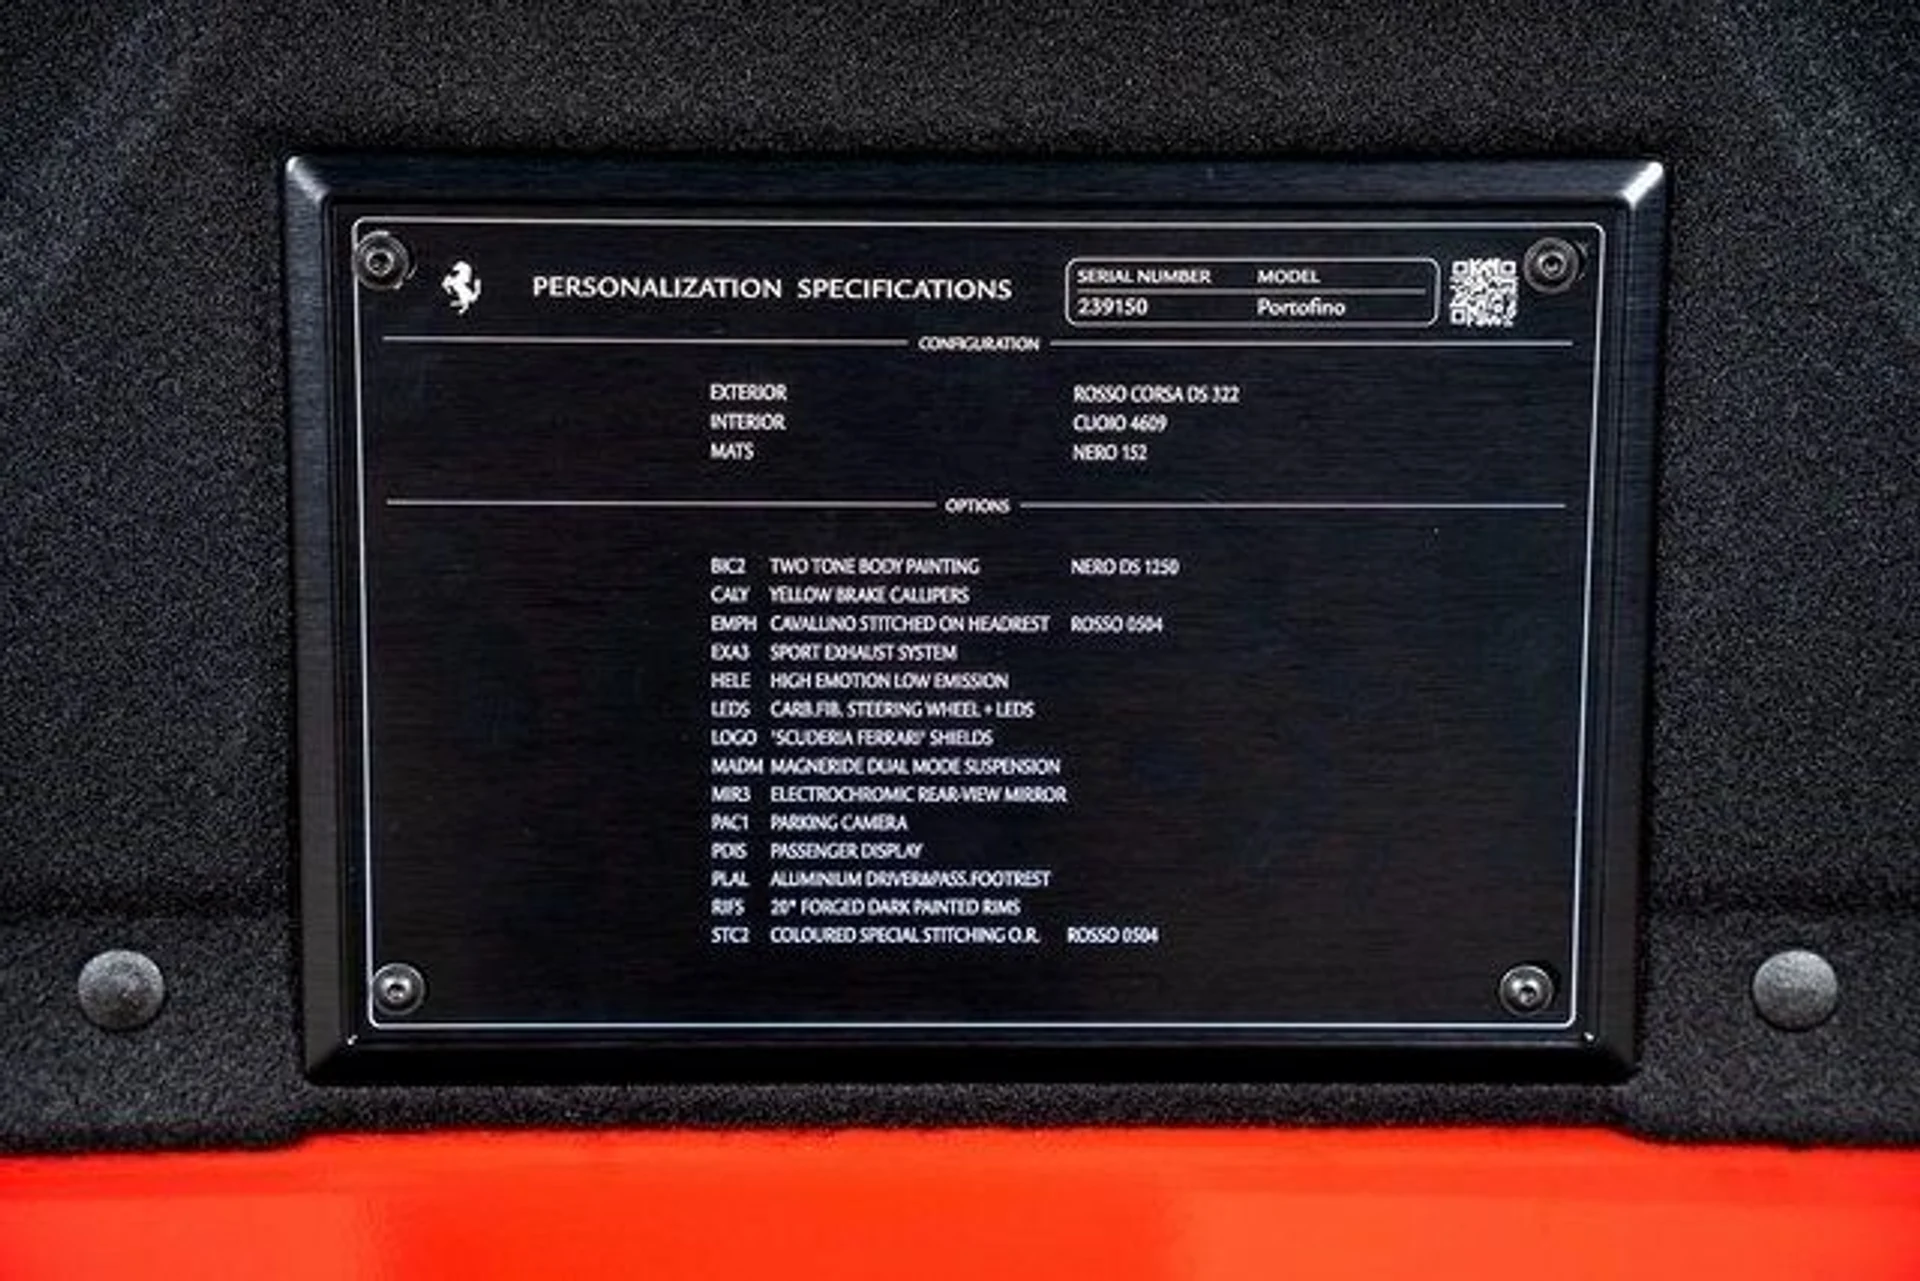 PERSONALIZATION SPECIFICATIONS
SERIAL NUMBER MODEL
239150 Portofino
CONFIGURATION
EXTERIOR ROSSO CORSA DS 322
INTERIOR CUOIO 4609
MATS NERO 152
OPTIONS
BIC2 TWO TONE BODY PAINTING NERO DS 1250
CALY YELLOW BRAKE CALLIPERS
EMPH CAVALLINO STITCHED ON HEADREST ROSSO 0504
EXA3 SPORT EXHAUST SYSTEM
HELE HIGH EMOTION LOW EMISSION
LEDS CARB.FIB. STEERING WHEEL + LEDS
LOGO "SCUDERIA FERRARI" SHIELDS
MADM MAGNERIDE DUAL MODE SUSPENSION
MIR3 ELECTROCHROMIC REAR-VIEW MIRROR
PAC1 PARKING CAMERA
PDIS PASSENGER DISPLAY
PLAL ALUMINIUM DRIVER&PASS.FOOTREST
RIFS 20" FORGED DARK PAINTED RIMS
STC2 COLOURED SPECIAL STITCHING O.R. ROSSO 0504